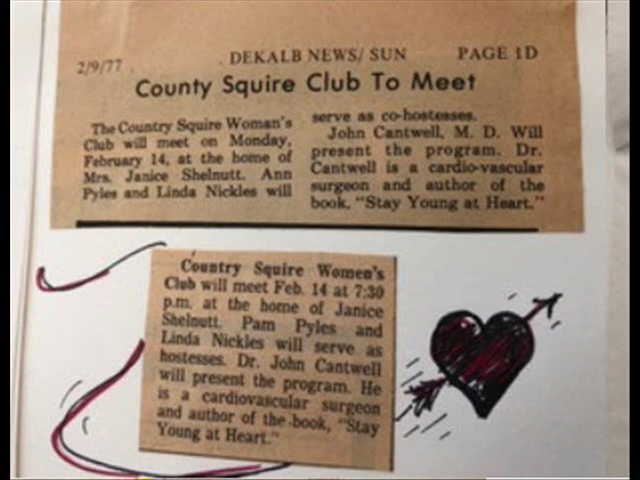 2/9/77 DEKALB NEWS/ SUN PAGE 1D
County Squire Club To Meet
The Country Squire Woman's
Club will meet on Monday,
February 14, at the home of
Mrs. Janice Shelnutt. Ann
Pyles and Linda Nickles will
serve as co-hostesses.
John Cantwell, M. D. Will
present the program. Dr.
Cantwell is a cardio-vascular
surgeon and author of the
book, "Stay Young at Heart."
Country Squire Women's
Club will meet Feb. 14 at 7:30
p.m. at the home of Janice
Shelnutt. Pam Pyles and
Linda Nickles will serve as
hostesses. Dr. John Cantwell
will present the program. He
is a cardiovascular surgeon
and author of the book, "Stay
Young at Heart."